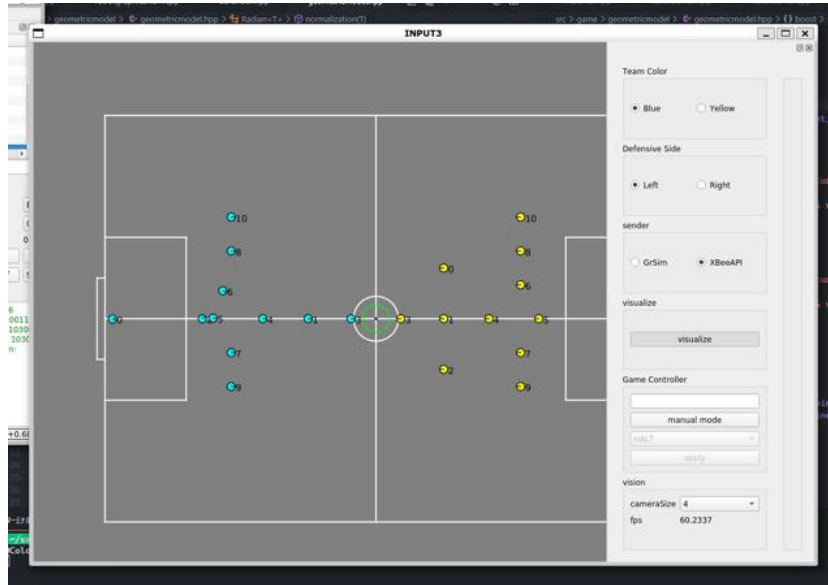 geometricmodel > geometricmodel.hpp > Radian<T> > normalization(T)
src > game > geometricmodel > geometricmodel.hpp > {} boost >
INPUT3
Team Color
Blue
Yellow
Defensive Side
Left
Right
sender
GrSim
XBeeAPI
visualize
visualize
Game Controller
manual mode
HALT
apply
vision
cameraSize 4
fps 60.2337
10
10
8
8
0
6
6
0
5
4
1
3
3
1
4
5
7
2
7
9
9